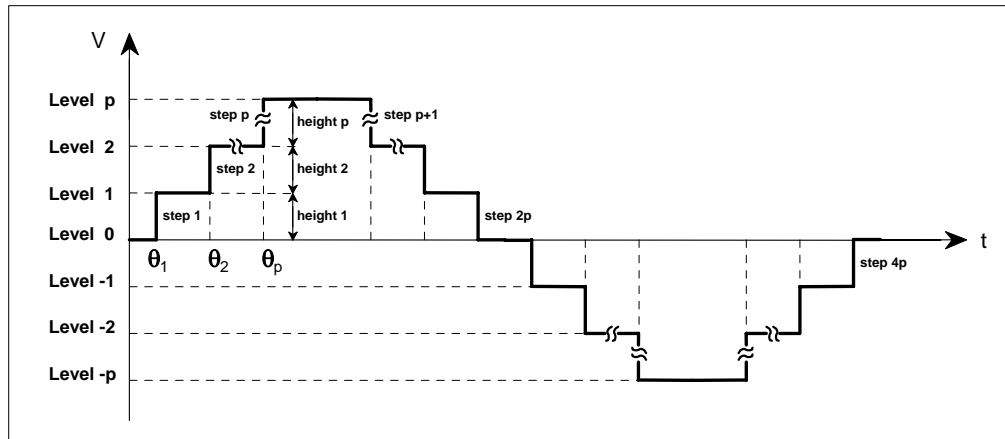 V
Level p
step p
height p
step p+1
Level 2
step 2
height 2
Level 1
step 1
height 1
step 2p
Level 0
t
θ1 θ2 θp
step 4p
Level -1
Level -2
Level -p